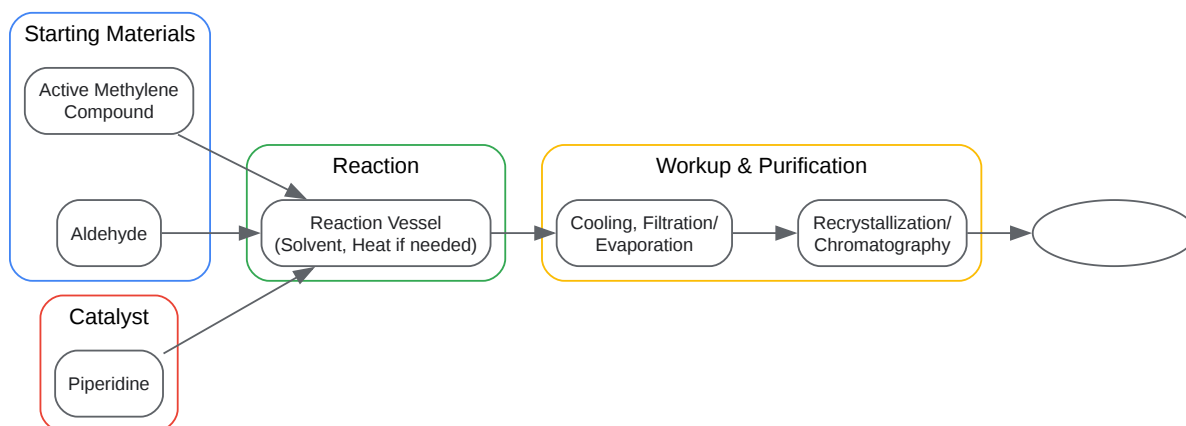 Starting Materials
Active Methylene
Compound
Aldehyde
Catalyst
Piperidine
Reaction
Reaction Vessel
(Solvent, Heat if needed)
Workup & Purification
Cooling, Filtration/
Evaporation
Recrystallization/
Chromatography